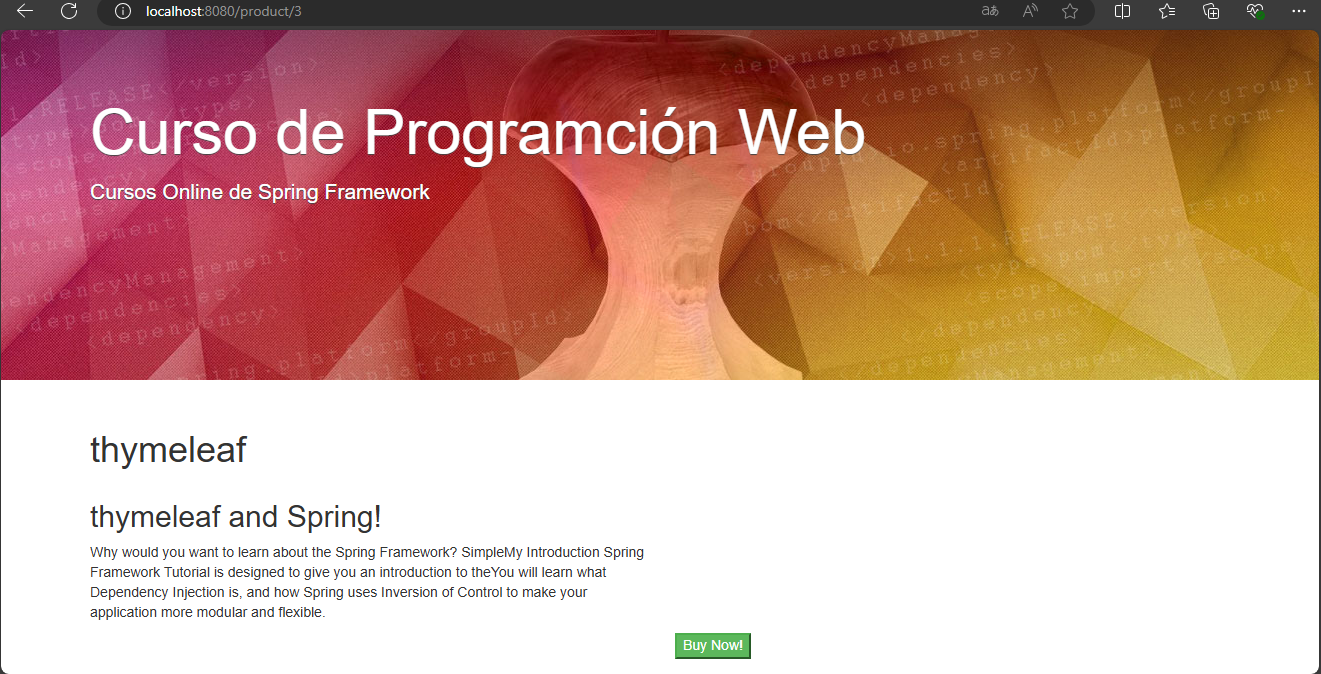 localhost:8080/product/3
Curso de Programción Web
Cursos Online de Spring Framework
thymeleaf
thymeleaf and Spring!
Why would you want to learn about the Spring Framework? SimpleMy Introduction Spring
Framework Tutorial is designed to give you an introduction to theYou will learn what
Dependency Injection is, and how Spring uses Inversion of Control to make your
application more modular and flexible.
Buy Now!